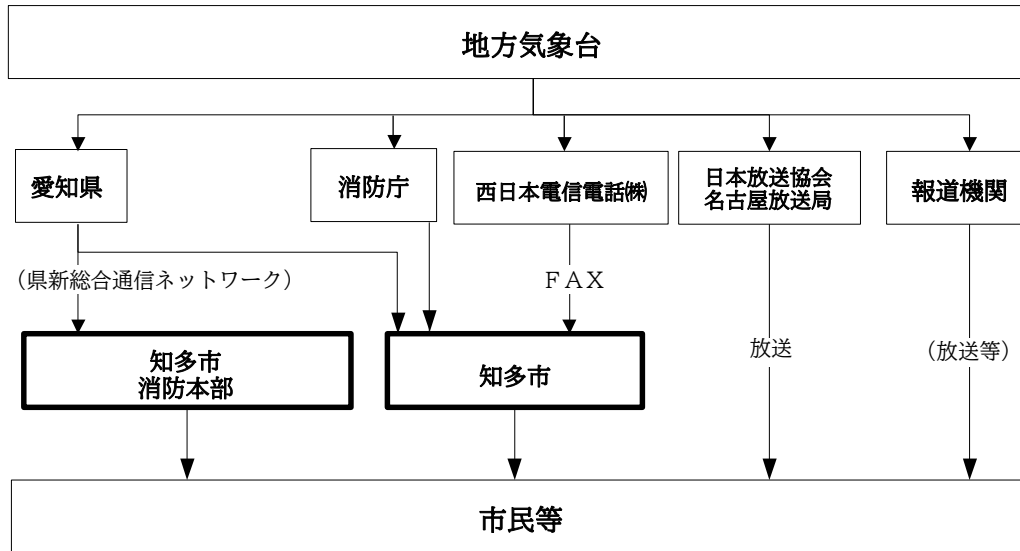 地方気象台
愛知県
消防庁
西日本電信電話㈱
日本放送協会
名古屋放送局
報道機関
（県新総合通信ネットワーク）
ＦＡＸ
放送
（放送等）
知多市
消防本部
知多市
市民等